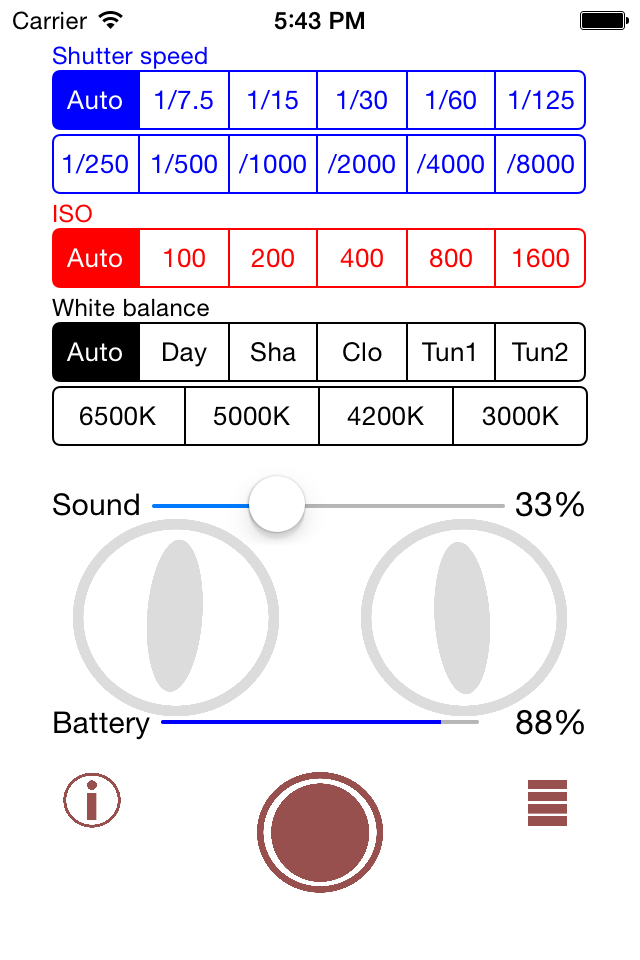 Carrier 5:43 PM
Shutter speed
Auto 1/7.5 1/15 1/30 1/60 1/125
1/250 1/500 /1000 /2000 /4000 /8000
ISO
Auto 100 200 400 800 1600
White balance
Auto Day Sha Clo Tun1 Tun2
6500K 5000K 4200K 3000K
Sound 33%
Battery 88%
i